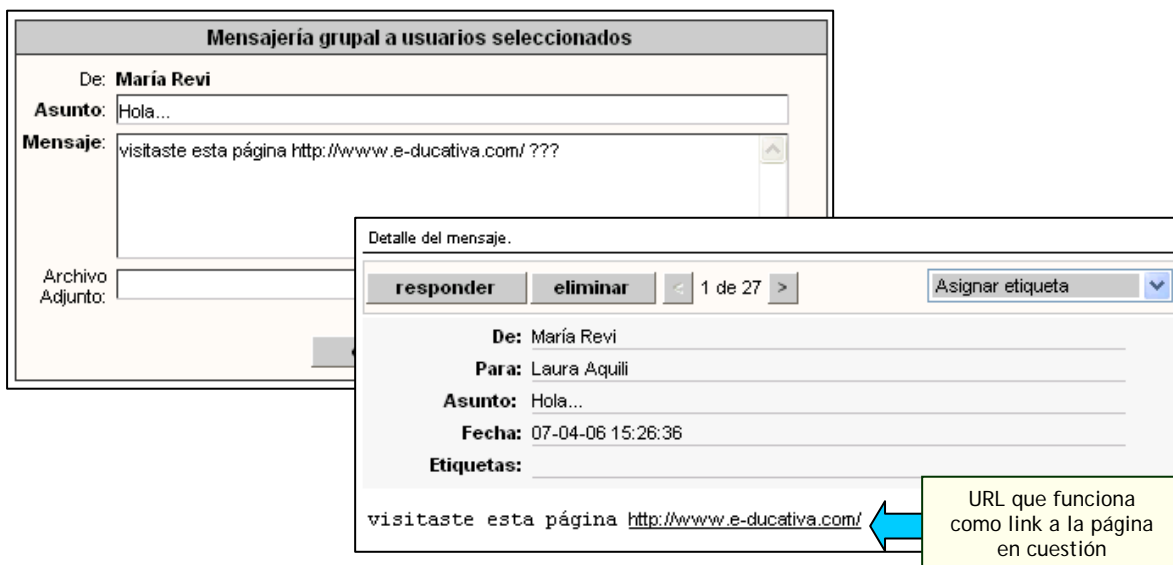 Mensajería grupal a usuarios seleccionados
De: María Revi
Asunto: Hola...
Mensaje: visitaste esta página http://www.e-ducativa.com/ ???
Archivo
Adjunto:
Detalle del mensaje.
responder eliminar < 1 de 27 > Asignar etiqueta
De: María Revi
Para: Laura Aquili
Asunto: Hola...
Fecha: 07-04-06 15:26:36
Etiquetas:
visitaste esta página http://www.e-ducativa.com/
URL que funciona
como link a la página
en cuestión